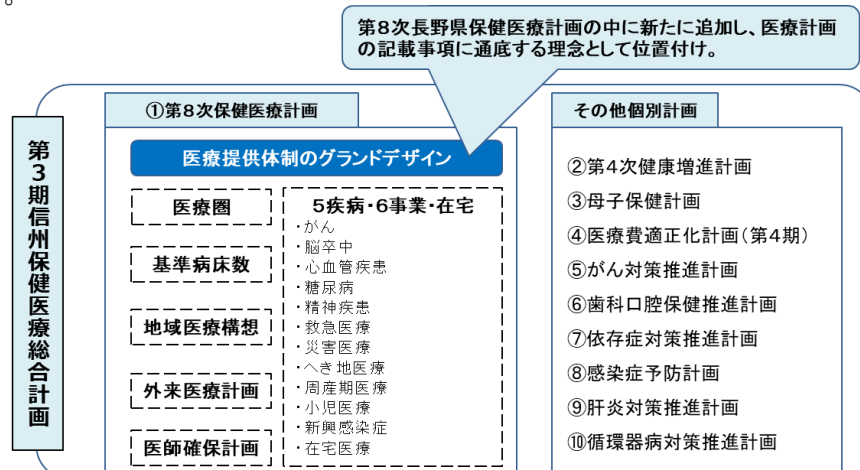 。
第8次長野県保健医療計画の中に新たに追加し、医療計画
の記載事項に通底する理念として位置付け。
第3期信州保健医療総合計画
①第8次保健医療計画
医療提供体制のグランドデザイン
医療圏
基準病床数
地域医療構想
外来医療計画
医師確保計画
5疾病・6事業・在宅
・がん
・脳卒中
・心血管疾患
・糖尿病
・精神疾患
・救急医療
・災害医療
・へき地医療
・周産期医療
・小児医療
・新興感染症
・在宅医療
その他個別計画
②第4次健康増進計画
③母子保健計画
④医療費適正化計画(第4期)
⑤がん対策推進計画
⑥歯科口腔保健推進計画
⑦依存症対策推進計画
⑧感染症予防計画
⑨肝炎対策推進計画
⑩循環器病対策推進計画